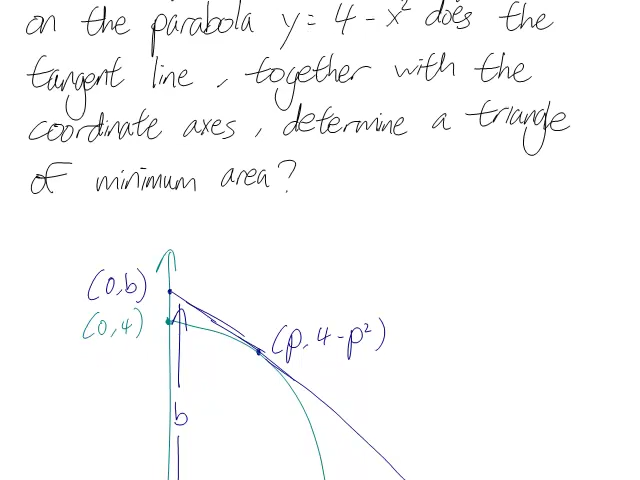 on the parabola y = 4 - x² does the
tangent line, together with the
coordinate axes, determine a triangle
of minimum area?
(0,b)
(0,4)
(p, 4-p²)
b